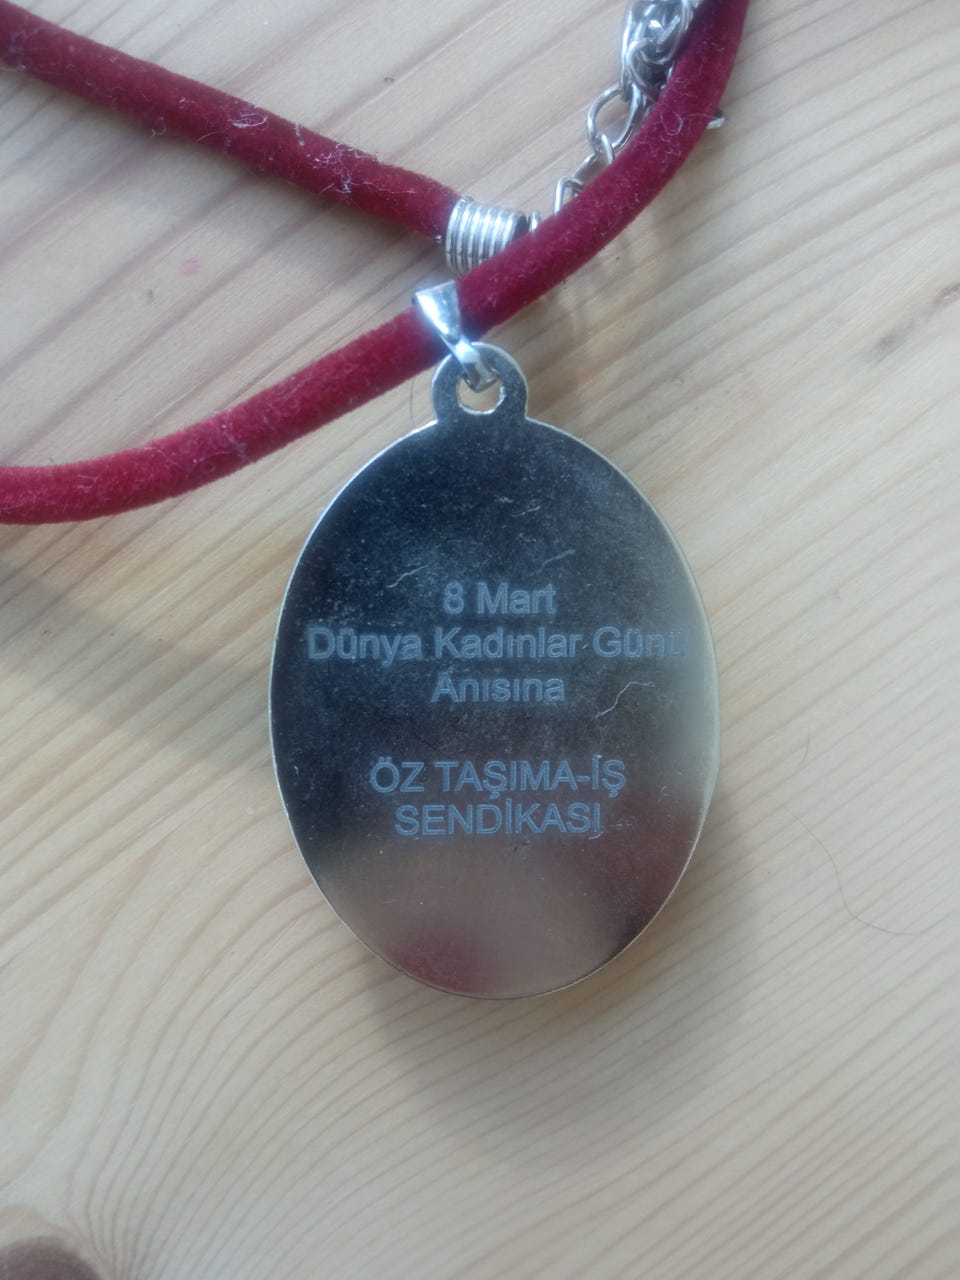 8 Mart
Dünya Kadınlar Günü
Anısına
ÖZ TAŞIMA-İŞ
SENDİKASI